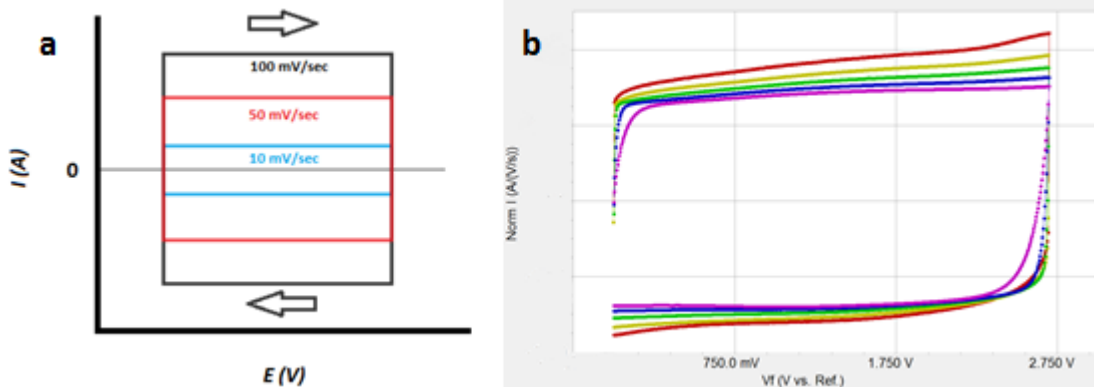 a
100 mV/sec
50 mV/sec
10 mV/sec
0
I (A)
E (V)
b
Norm I (A/(V/s))
750.0 mV
1.750 V
2.750 V
Vf (V vs. Ref.)